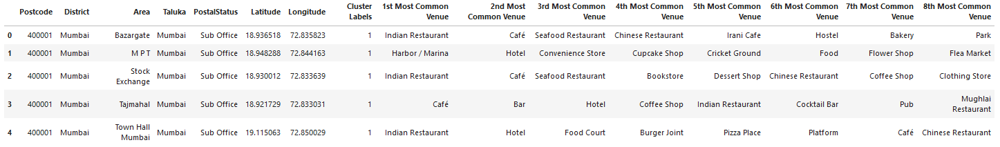 Postcode District Area Taluka PostalStatus Latitude Longitude Cluster Labels 1st Most Common Venue 2nd Most Common Venue 3rd Most Common Venue 4th Most Common Venue 5th Most Common Venue 6th Most Common Venue 7th Most Common Venue 8th Most Common Venue
0 400001 Mumbai Bazargate Mumbai Sub Office 18.936518 72.835823 1 Indian Restaurant Café Seafood Restaurant Chinese Restaurant Irani Cafe Hostel Bakery Park
1 400001 Mumbai M P T Mumbai Sub Office 18.948288 72.844163 1 Harbor / Marina Hotel Convenience Store Cupcake Shop Cricket Ground Food Flower Shop Flea Market
2 400001 Mumbai Stock Exchange Mumbai Sub Office 18.930012 72.833639 1 Indian Restaurant Café Seafood Restaurant Bookstore Dessert Shop Chinese Restaurant Coffee Shop Clothing Store
3 400001 Mumbai Tajmahal Mumbai Sub Office 18.921729 72.833031 1 Café Bar Hotel Coffee Shop Indian Restaurant Cocktail Bar Pub Mughlai Restaurant
4 400001 Mumbai Town Hall Mumbai Mumbai Sub Office 19.115063 72.850029 1 Indian Restaurant Hotel Food Court Burger Joint Pizza Place Platform Café Chinese Restaurant